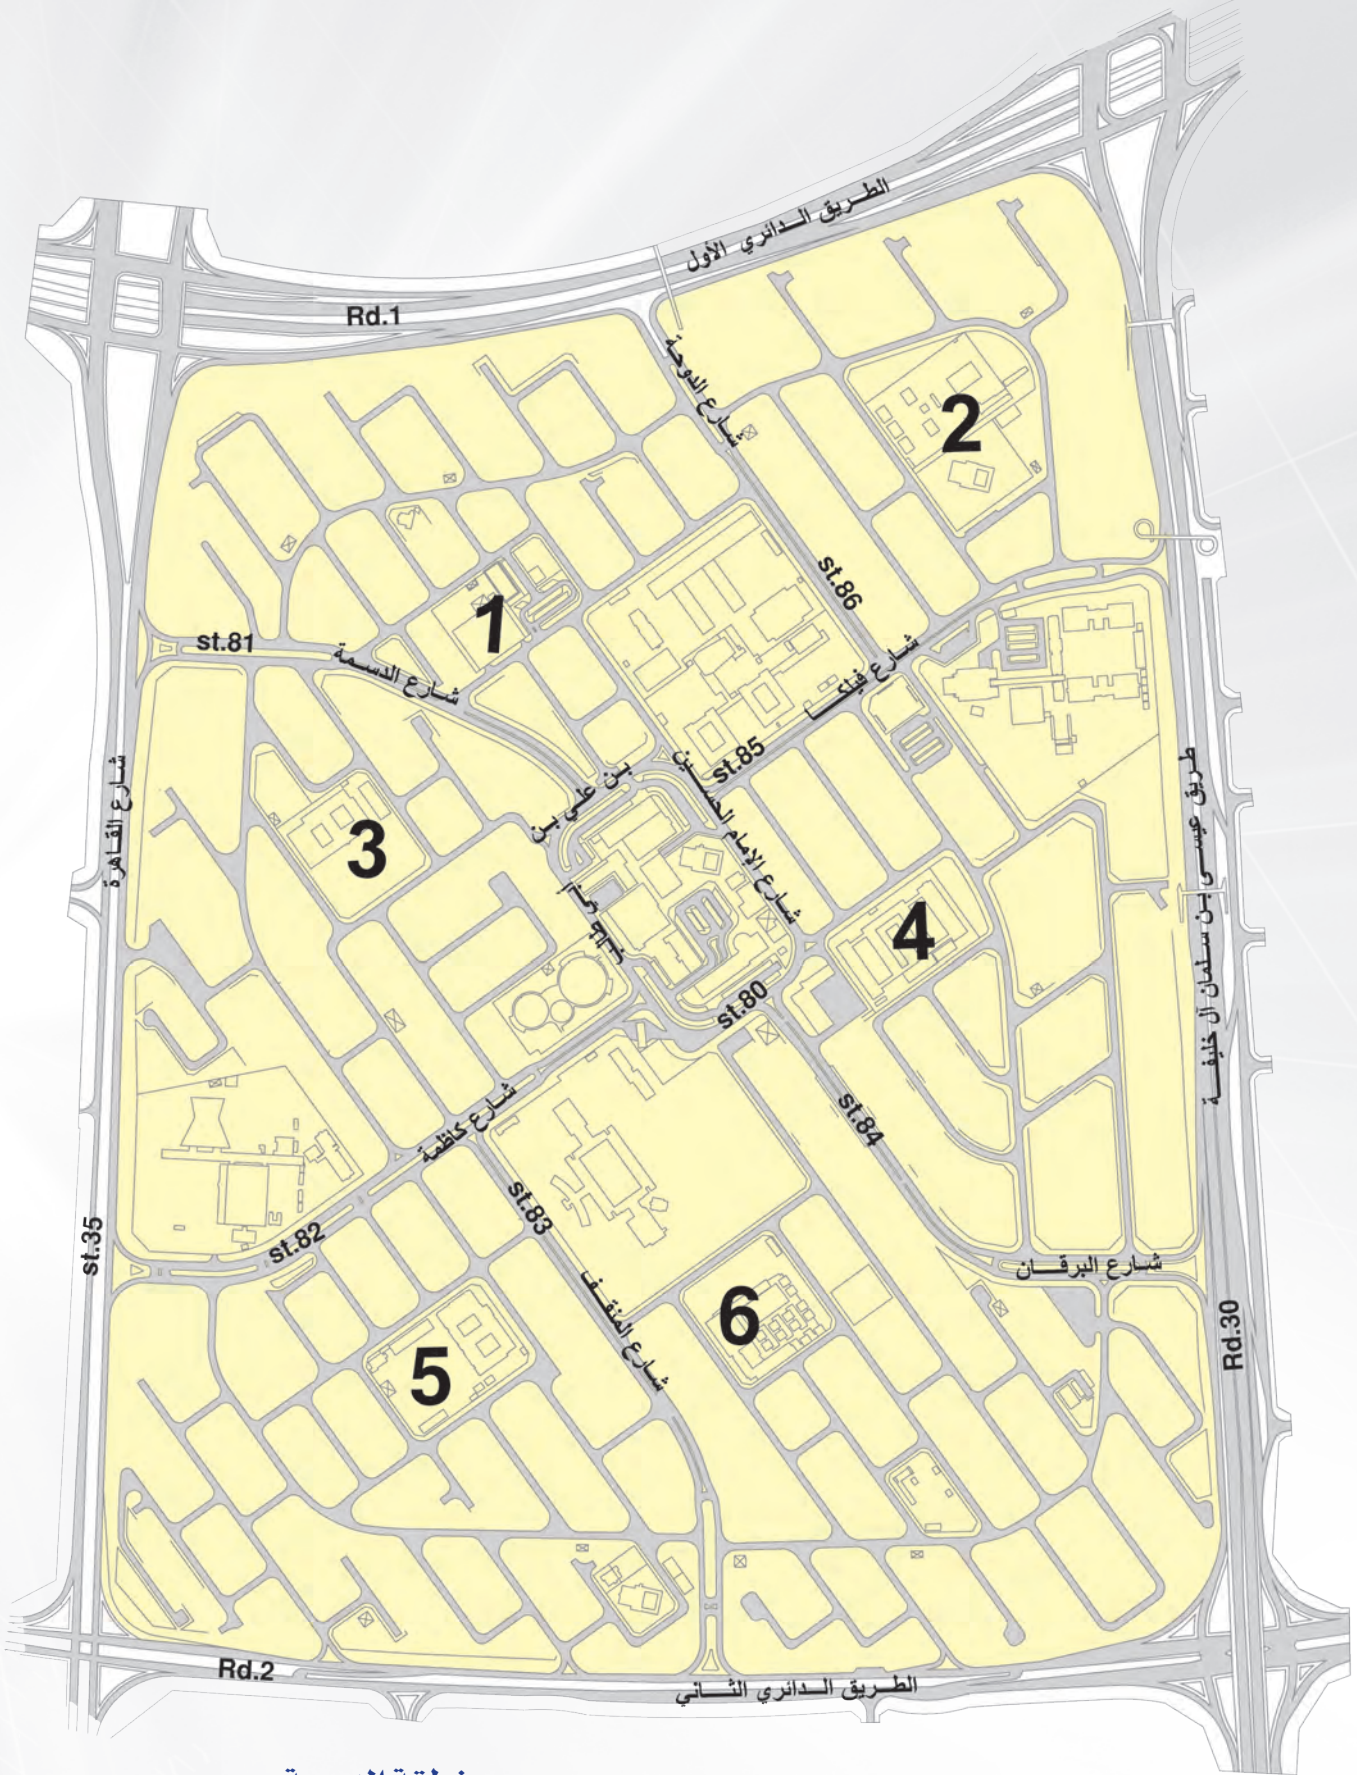 الطريق الدائري الأول
Rd.1
شارع الدوحة
2
st.86
1
st.81
شارع الدسمة
شارع فيلكا
st.85
بن علي بن
شارع الإمام الحسين
شارع القاهرة
3
4
طريق عيسى بن سلمان آل خليفة
st.80
شارع كاظمة
st.84
st.83
st.82
st.35
شارع المنقف
شارع البرقان
6
5
Rd.30
Rd.2
الطريق الدائري الثاني